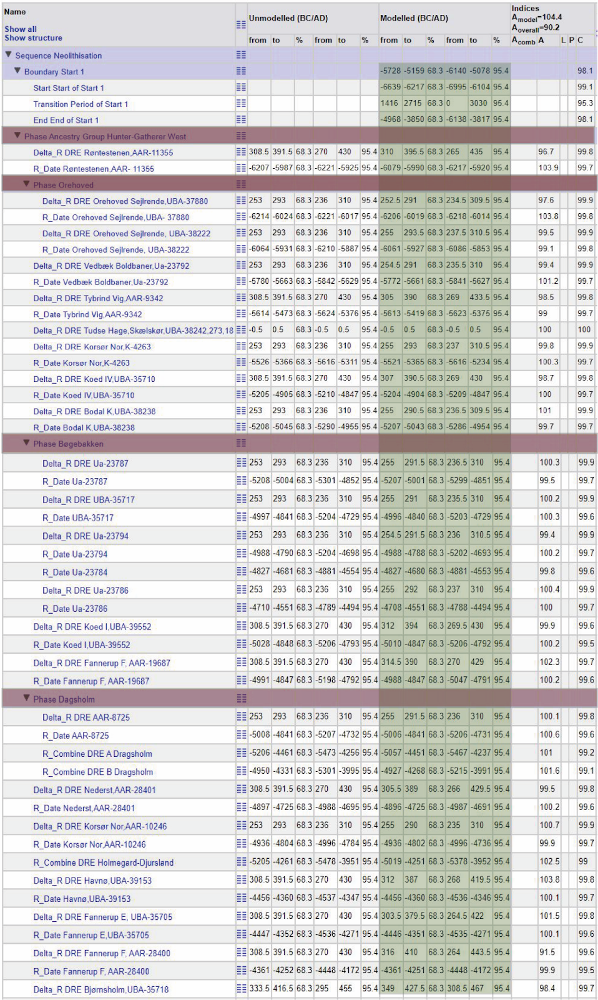 Name Unmodelled (BC/AD) Modelled (BC/AD) Indices
Amodel=104.4
Aoverall=90.2
Show all
Show structure
from to % from to % from to % from to % Acomb A L P C
▼ Sequence Neolithisation
▼ Boundary Start 1 -5728 -5159 68.3 -6140 -5078 95.4 98.1
Start Start of Start 1 -6639 -6217 68.3 -6995 -6104 95.4 99.1
Transition Period of Start 1 1416 2715 68.3 0 3030 95.4 95.3
End End of Start 1 -4968 -3850 68.3 -6138 -3817 95.4 98.1
▼ Phase Ancestry Group Hunter-Gatherer West
Delta_R DRE Røntestenen,AAR-11355 308.5 391.5 68.3 270 430 95.4 310 395.5 68.3 265 435 95.4 96.7 99.8
R_Date Røntestenen,AAR- 11355 -6207 -5987 68.3 -6221 -5925 95.4 -6079 -5990 68.3 -6217 -5920 95.4 103.9 99.7
▼ Phase Orehoved
Delta_R DRE Orehoved Sejlrende,UBA-37880 253 293 68.3 236 310 95.4 252.5 291 68.3 234.5 309.5 95.4 97.6 99.9
R_Date Orehoved Sejlrende,UBA- 37880 -6214 -6024 68.3 -6221 -6017 95.4 -6206 -6019 68.3 -6218 -6014 95.4 103.8 99.8
Delta_R DRE Orehoved Sejlrende, UBA-38222 253 293 68.3 236 310 95.4 255 293.5 68.3 237.5 310.5 95.4 99.5 99.9
R_Date Orehoved Sejlrende, UBA-38222 -6064 -5931 68.3 -6210 -5887 95.4 -6061 -5927 68.3 -6086 -5853 95.4 99.1 99.8
Delta_R DRE Vedbæk Boldbaner,Ua-23792 253 293 68.3 236 310 95.4 254.5 291 68.3 235.5 310 95.4 99.4 99.9
R_Date Vedbæk Boldbaner,Ua-23792 -5780 -5663 68.3 -5842 -5629 95.4 -5772 -5661 68.3 -5841 -5627 95.4 101.2 99.7
Delta_R DRE Tybrind Vig,AAR-9342 308.5 391.5 68.3 270 430 95.4 305 390 68.3 269 433.5 95.4 98.5 99.8
R_Date Tybrind Vig,AAR-9342 -5614 -5473 68.3 -5624 -5376 95.4 -5613 -5419 68.3 -5623 -5375 95.4 99 99.7
Delta_R DRE Tudse Hage,Skælskør,UBA-38242,273,18 -0.5 0.5 68.3 -0.5 0.5 95.4 -0.5 0.5 68.3 -0.5 0.5 95.4 100 100
Delta_R DRE Korsør Nor,K-4263 253 293 68.3 236 310 95.4 255 293 68.3 237 310.5 95.4 99.8 99.9
R_Date Korsør Nor,K-4263 -5526 -5366 68.3 -5616 -5311 95.4 -5521 -5365 68.3 -5616 -5234 95.4 100.3 99.7
Delta_R DRE Koed IV,UBA-35710 308.5 391.5 68.3 270 430 95.4 307 390.5 68.3 269 430 95.4 98.7 99.8
R_Date Koed IV,UBA-35710 -5205 -4905 68.3 -5210 -4847 95.4 -5204 -4904 68.3 -5209 -4847 95.4 100 99.7
Delta_R DRE Bodal K,UBA-38238 253 293 68.3 236 310 95.4 255 290.5 68.3 236.5 309.5 95.4 101 99.9
R_Date Bodal K,UBA-38238 -5208 -5045 68.3 -5290 -4955 95.4 -5207 -5043 68.3 -5286 -4954 95.4 99.7 99.7
▼ Phase Bøgebakken
Delta_R DRE Ua-23787 253 293 68.3 236 310 95.4 255 291.5 68.3 236.5 310 95.4 100.3 99.9
R_Date Ua-23787 -5208 -5004 68.3 -5301 -4852 95.4 -5207 -5001 68.3 -5299 -4851 95.4 99.5 99.7
Delta_R DRE UBA-35717 253 293 68.3 236 310 95.4 255 291 68.3 235.5 310 95.4 100.2 99.9
R_Date UBA-35717 -4997 -4841 68.3 -5204 -4729 95.4 -4996 -4840 68.3 -5203 -4729 95.4 100.3 99.6
Delta_R DRE Ua-23794 253 293 68.3 236 310 95.4 254.5 291.5 68.3 236 310.5 95.4 99.4 99.9
R_Date Ua-23794 -4988 -4790 68.3 -5204 -4698 95.4 -4988 -4788 68.3 -5202 -4693 95.4 100.2 99.7
R_Date Ua-23784 -4827 -4681 68.3 -4881 -4554 95.4 -4827 -4680 68.3 -4881 -4553 95.4 99.8 99.6
Delta_R DRE Ua-23786 253 293 68.3 236 310 95.4 255 292 68.3 237 310 95.4 100.4 99.9
R_Date Ua-23786 -4710 -4551 68.3 -4789 -4494 95.4 -4708 -4551 68.3 -4788 -4494 95.4 100 99.7
Delta_R DRE Koed I,UBA-39552 308.5 391.5 68.3 270 430 95.4 312 394 68.3 269.5 430 95.4 99.9 99.6
R_Date Koed I,UBA-39552 -5028 -4848 68.3 -5206 -4793 95.4 -5010 -4847 68.3 -5206 -4792 95.4 100.2 99.5
Delta_R DRE Fannerup F, AAR-19687 308.5 391.5 68.3 270 430 95.4 314.5 390 68.3 270 429 95.4 102.3 99.7
R_Date Fannerup F, AAR-19687 -4991 -4847 68.3 -5198 -4792 95.4 -4988 -4847 68.3 -5047 -4791 95.4 100.2 99.6
▼ Phase Dagsholm
Delta_R DRE AAR-8725 253 293 68.3 236 310 95.4 255 291.5 68.3 236 310 95.4 100.1 99.8
R_Date AAR-8725 -5008 -4841 68.3 -5207 -4732 95.4 -5006 -4841 68.3 -5206 -4731 95.4 100.6 99.6
R_Combine DRE A Dragsholm -5206 -4461 68.3 -5473 -4256 95.4 -5057 -4451 68.3 -5467 -4237 95.4 101 99.2
R_Combine DRE B Dragsholm -4950 -4331 68.3 -5301 -3995 95.4 -4927 -4268 68.3 -5215 -3991 95.4 101.6 99.1
Delta_R DRE Nederst,AAR-28401 308.5 391.5 68.3 270 430 95.4 305.5 389 68.3 266 429.5 95.4 99.5 99.8
R_Date Nederst,AAR-28401 -4897 -4725 68.3 -4988 -4695 95.4 -4896 -4725 68.3 -4987 -4691 95.4 100.2 99.6
Delta_R DRE Korsør Nor,AAR-10246 253 293 68.3 236 310 95.4 255 290 68.3 235 310 95.4 100.7 99.9
R_Date Korsør Nor,AAR-10246 -4936 -4804 68.3 -4996 -4784 95.4 -4936 -4802 68.3 -4996 -4736 95.4 99.9 99.7
R_Combine DRE Holmegard-Djursland -5205 -4261 68.3 -5478 -3951 95.4 -5019 -4251 68.3 -5378 -3952 95.4 102.5 99
Delta_R DRE Havnø,UBA-39153 308.5 391.5 68.3 270 430 95.4 312 387 68.3 268 419.5 95.4 103.8 99.8
R_Date Havnø,UBA-39153 -4456 -4360 68.3 -4537 -4347 95.4 -4456 -4360 68.3 -4536 -4346 95.4 100.1 99.7
Delta_R DRE Fannerup E, UBA-35705 308.5 391.5 68.3 270 430 95.4 303.5 379.5 68.3 264.5 422 95.4 101.5 99.8
R_Date Fannerup E,UBA-35705 -4447 -4352 68.3 -4536 -4271 95.4 -4446 -4351 68.3 -4535 -4271 95.4 100.1 99.6
Delta_R DRE Fannerup F, AAR-28400 308.5 391.5 68.3 270 430 95.4 316 410 68.3 264 443.5 95.4 91.5 99.6
R_Date Fannerup F, AAR-28400 -4361 -4252 68.3 -4448 -4172 95.4 -4361 -4251 68.3 -4448 -4172 95.4 99.9 99.5
Delta_R DRE Bjørnsholm,UBA-35718 333.5 416.5 68.3 295 455 95.4 349 427.5 68.3 308.5 467 95.4 98.4 99.7